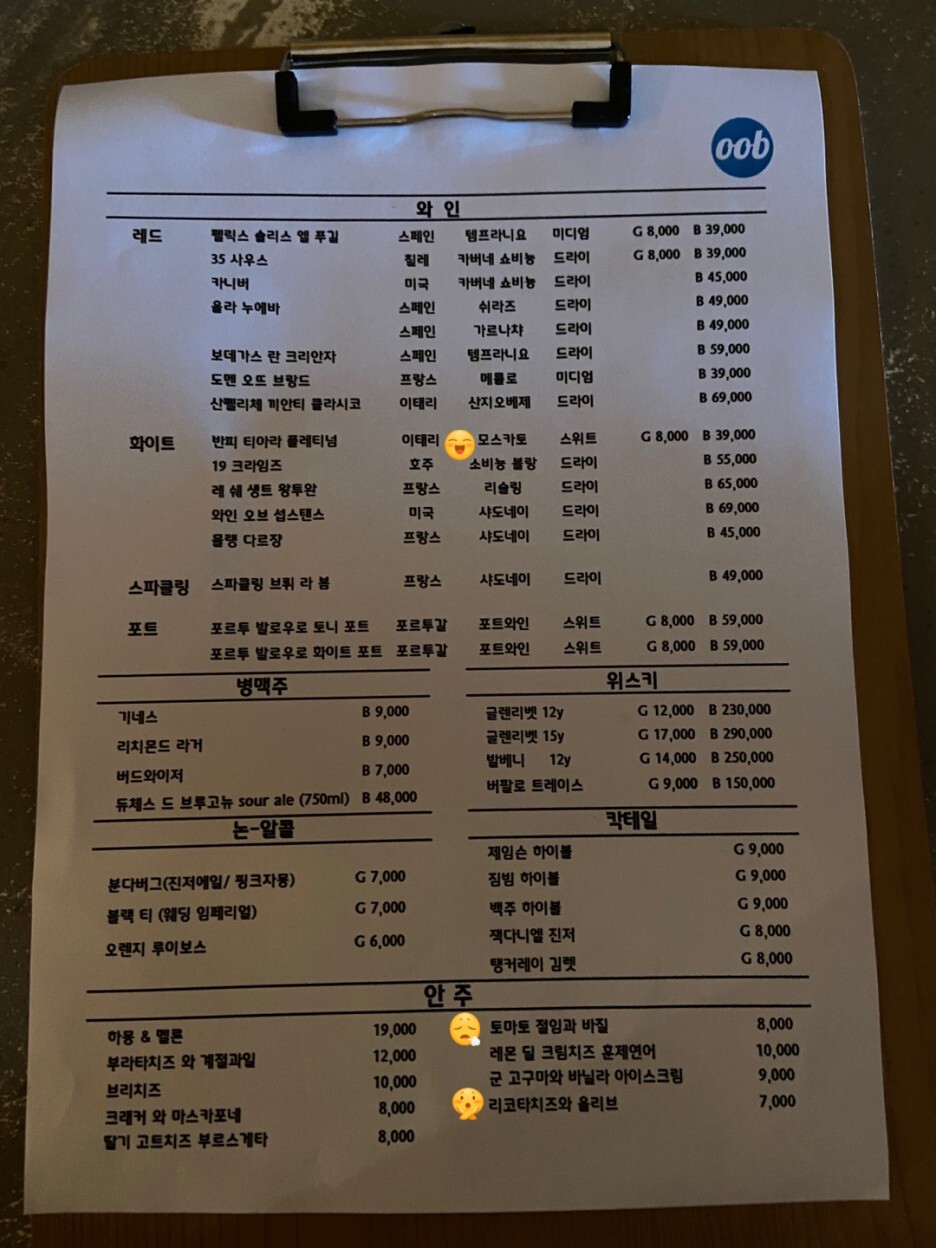 oob
와 인
레드 펠릭스 솔리스 엘 푸길 스페인 템프라니요 미디엄 G 8,000 B 39,000
35 사우스 칠레 카버네 쇼비뇽 드라이 G 8,000 B 39,000
카니버 미국 카버네 쇼비뇽 드라이 B 45,000
올라 누에바 스페인 쉬라즈 드라이 B 49,000
스페인 가르나챠 드라이 B 49,000
보데가스 란 크리안자 스페인 템프라니요 드라이 B 59,000
도멘 오뜨 브랑드 프랑스 메를로 미디엄 B 39,000
산펠리체 끼안티 클라시코 이태리 산지오베제 드라이 B 69,000
화이트 반피 티아라 플레티넘 이태리 모스카토 스위트 G 8,000 B 39,000
19 크라임즈 호주 소비뇽 블랑 드라이 B 55,000
레 쉐 생트 왕투완 프랑스 리슬링 드라이 B 65,000
와인 오브 섭스텐스 미국 샤도네이 드라이 B 69,000
물랭 다르쟝 프랑스 샤도네이 드라이 B 45,000
스파클링 스파클링 브뤼 라 봄 프랑스 샤도네이 드라이 B 49,000
포트 포르투 발로우로 토니 포트 포르투갈 포트와인 스위트 G 8,000 B 59,000
포르투 발로우로 화이트 포트 포르투갈 포트와인 스위트 G 8,000 B 59,000
병맥주
기네스 B 9,000
리치몬드 라거 B 9,000
버드와이저 B 7,000
듀체스 드 브루고뉴 sour ale (750ml) B 48,000
위스키
글렌리벳 12y G 12,000 B 230,000
글렌리벳 15y G 17,000 B 290,000
발베니 12y G 14,000 B 250,000
버팔로 트레이스 G 9,000 B 150,000
논-알콜
분다버그(진저에일/ 핑크자몽) G 7,000
블랙 티 (웨딩 임페리얼) G 7,000
오렌지 루이보스 G 6,000
칵테일
제임슨 하이볼 G 9,000
짐빔 하이볼 G 9,000
백주 하이볼 G 9,000
잭다니엘 진저 G 8,000
탱커레이 김렛 G 8,000
안 주
하몽 & 멜론 19,000
부라타치즈 와 계절과일 12,000
브리치즈 10,000
크래커 와 마스카포네 8,000
딸기 고트치즈 부르스게타 8,000
토마토 절임과 바질 8,000
레몬 딜 크림치즈 훈제연어 10,000
군 고구마와 바닐라 아이스크림 9,000
리코타치즈와 올리브 7,000